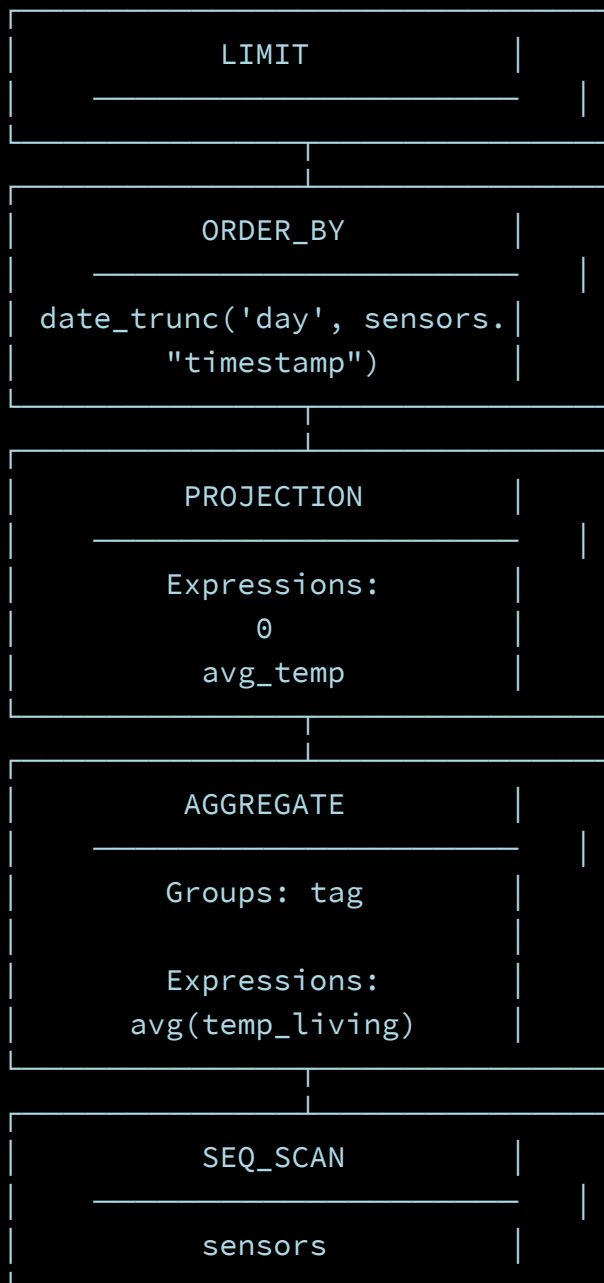 LIMIT
ORDER_BY
date_trunc('day', sensors.
"timestamp")
PROJECTION
Expressions:
0
avg_temp
AGGREGATE
Groups: tag
Expressions:
avg(temp_living)
SEQ_SCAN
sensors